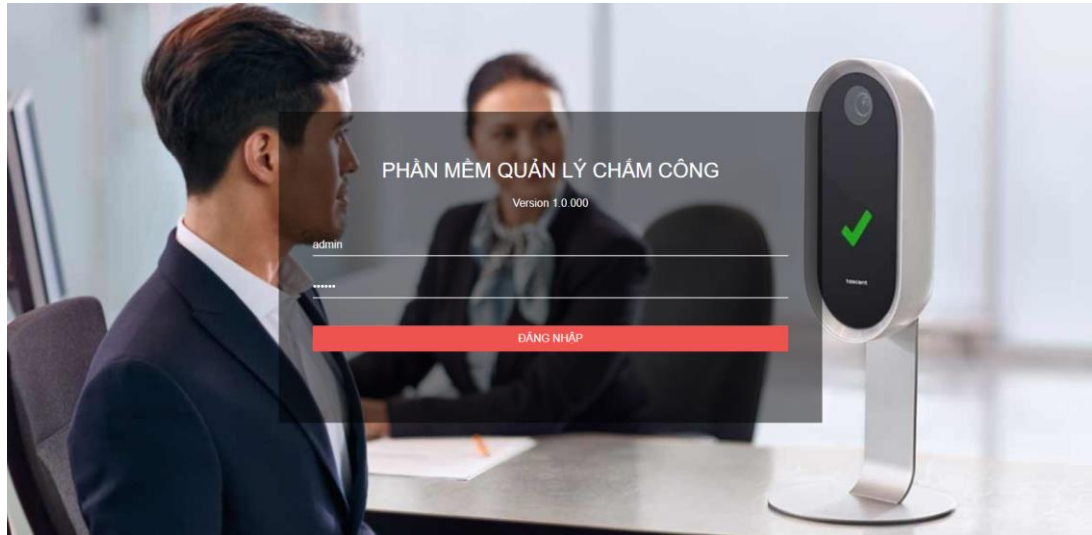 PHẦN MỀM QUẢN LÝ CHẤM CÔNG
Version 1.0.000
admin
••••••
ĐĂNG NHẬP